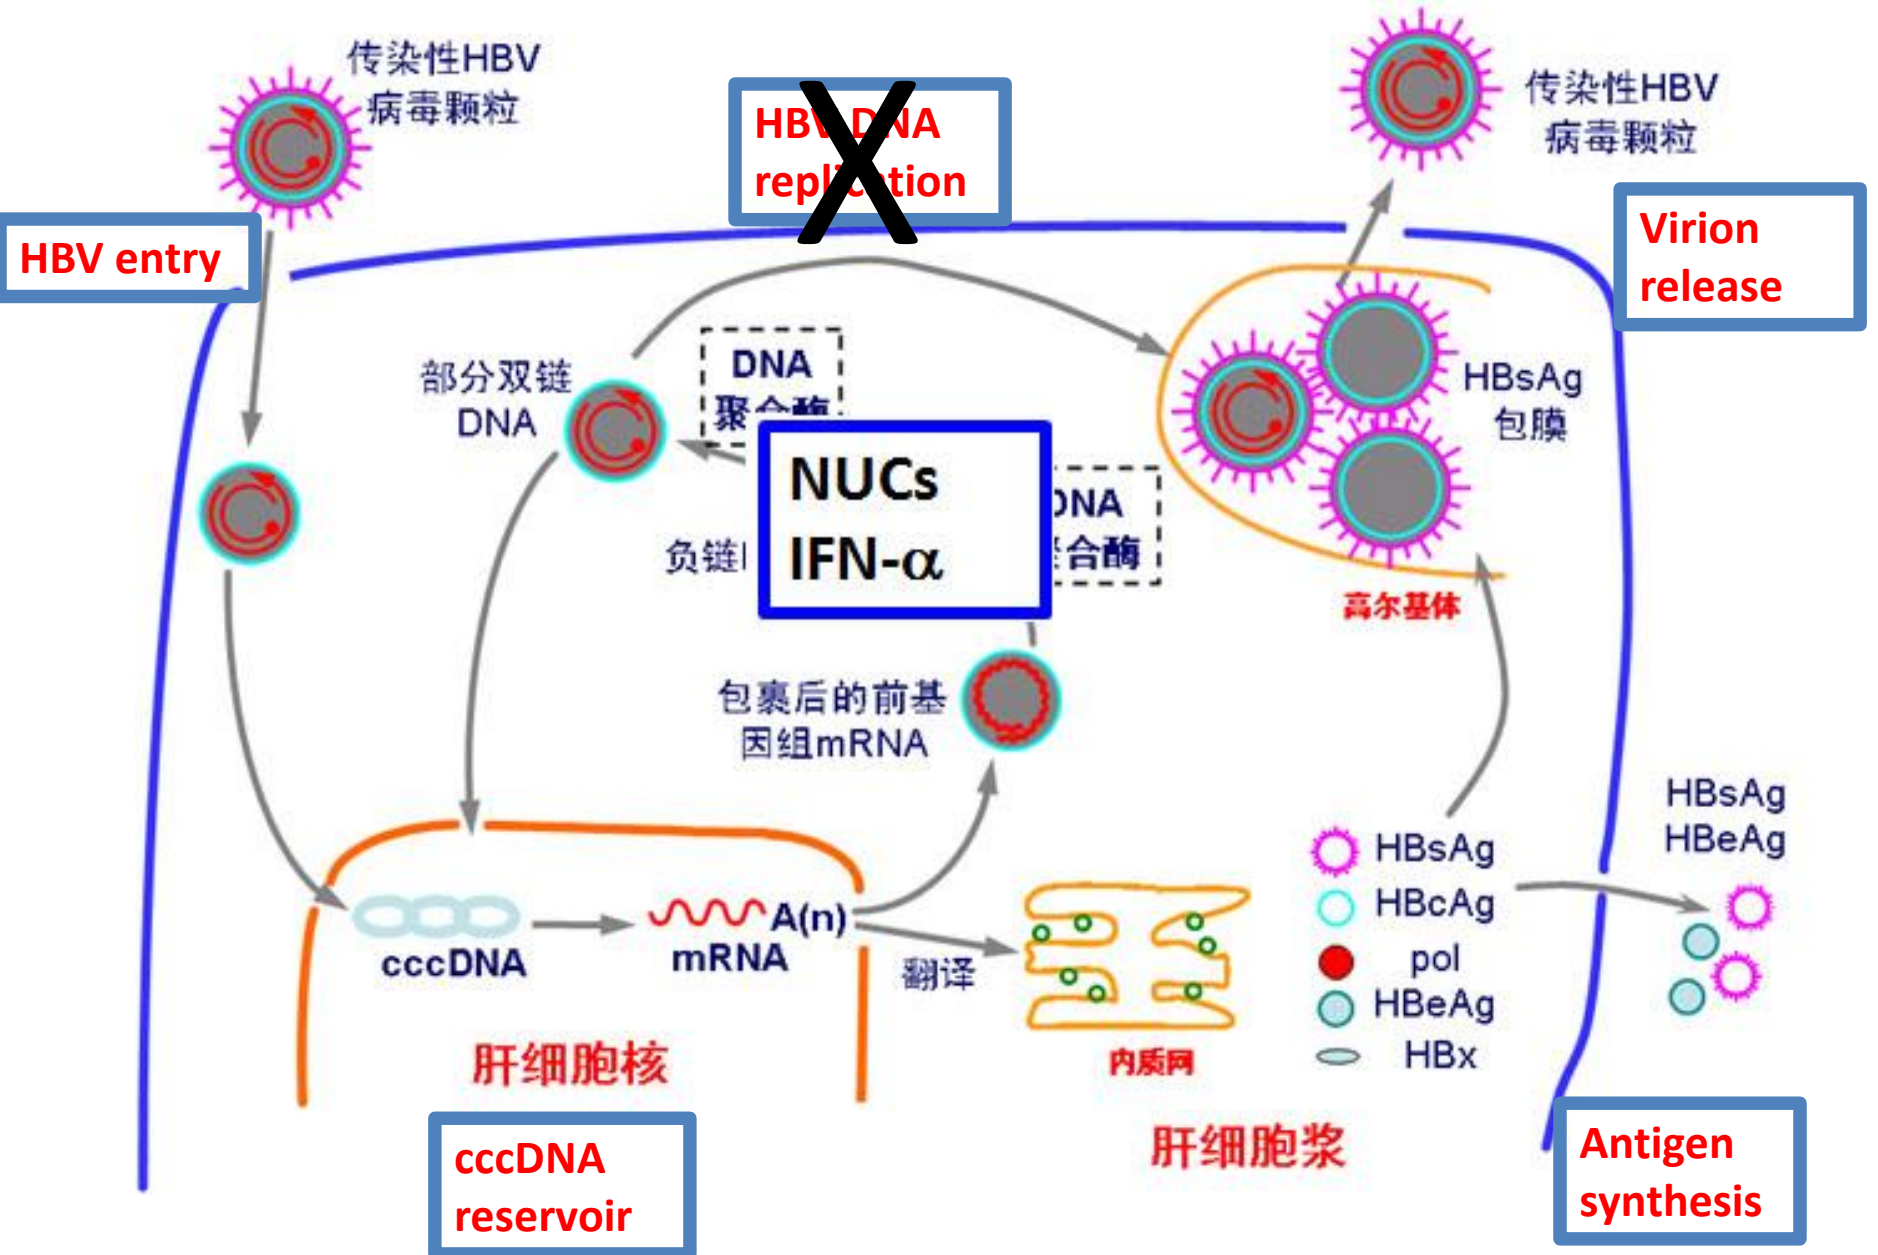 传染性HBV
病毒颗粒
HBV DNA
replication
传染性HBV
病毒颗粒
HBV entry
Virion
release
部分双链
DNA
DNA
聚合酶
HBsAg
包膜
NUCs
IFN-α
负链
DNA
合酶
高尔基体
包裹后的前基
因组mRNA
HBsAg
HBeAg
HBsAg
HBcAg
pol
HBeAg
HBx
cccDNA
A(n)
mRNA
翻译
内质网
肝细胞核
肝细胞浆
cccDNA
reservoir
Antigen
synthesis